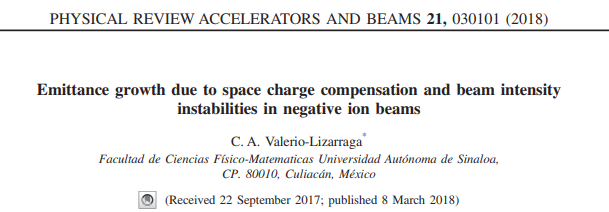 PHYSICAL REVIEW ACCELERATORS AND BEAMS 21, 030101 (2018)
Emittance growth due to space charge compensation and beam intensity
instabilities in negative ion beams
C. A. Valerio-Lizarraga*
Facultad de Ciencias Físico-Matematicas Universidad Autónoma de Sinaloa,
CP. 80010, Culiacán, México
(Received 22 September 2017; published 8 March 2018)